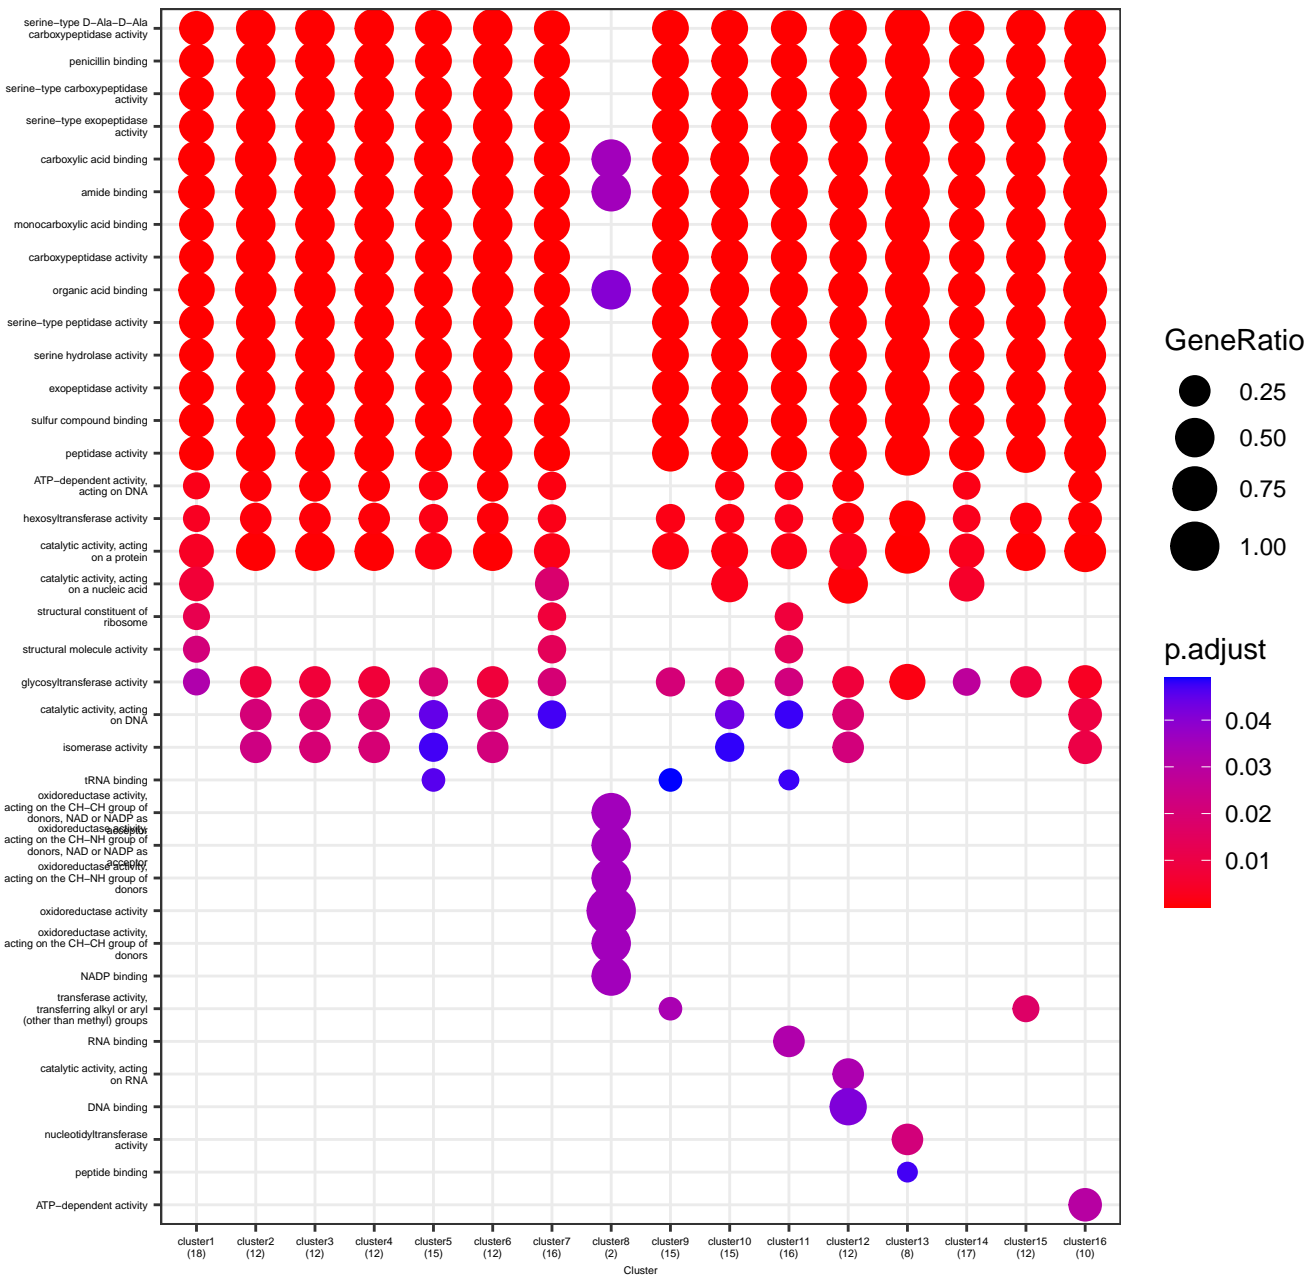 serine−type D−Ala−D−Ala
carboxypeptidase activity
penicillin binding
serine−type carboxypeptidase
activity
serine−type exopeptidase
activity
carboxylic acid binding
amide binding
monocarboxylic acid binding
carboxypeptidase activity
organic acid binding
serine−type peptidase activity
serine hydrolase activity
exopeptidase activity
sulfur compound binding
peptidase activity
ATP−dependent activity,
acting on DNA
hexosyltransferase activity
catalytic activity, acting
on a protein
catalytic activity, acting
on a nucleic acid
structural constituent of
ribosome
structural molecule activity
glycosyltransferase activity
catalytic activity, acting
on DNA
isomerase activity
tRNA binding
oxidoreductase activity,
acting on the CH−CH group of
donors, NAD or NADP as
acceptor
oxidoreductase activity,
acting on the CH−NH group of
donors, NAD or NADP as
acceptor
oxidoreductase activity,
acting on the CH−NH group of
donors
oxidoreductase activity
oxidoreductase activity,
acting on the CH−CH group of
donors
NADP binding
transferase activity,
transferring alkyl or aryl
(other than methyl) groups
RNA binding
catalytic activity, acting
on RNA
DNA binding
nucleotidyltransferase
activity
peptide binding
ATP−dependent activity
cluster1
(18)
cluster2
(12)
cluster3
(12)
cluster4
(12)
cluster5
(15)
cluster6
(12)
cluster7
(16)
cluster8
(2)
cluster9
(15)
cluster10
(15)
cluster11
(16)
cluster12
(12)
cluster13
(8)
cluster14
(17)
cluster15
(12)
cluster16
(10)
Cluster
GeneRatio
0.25
0.50
0.75
1.00
p.adjust
0.04
0.03
0.02
0.01